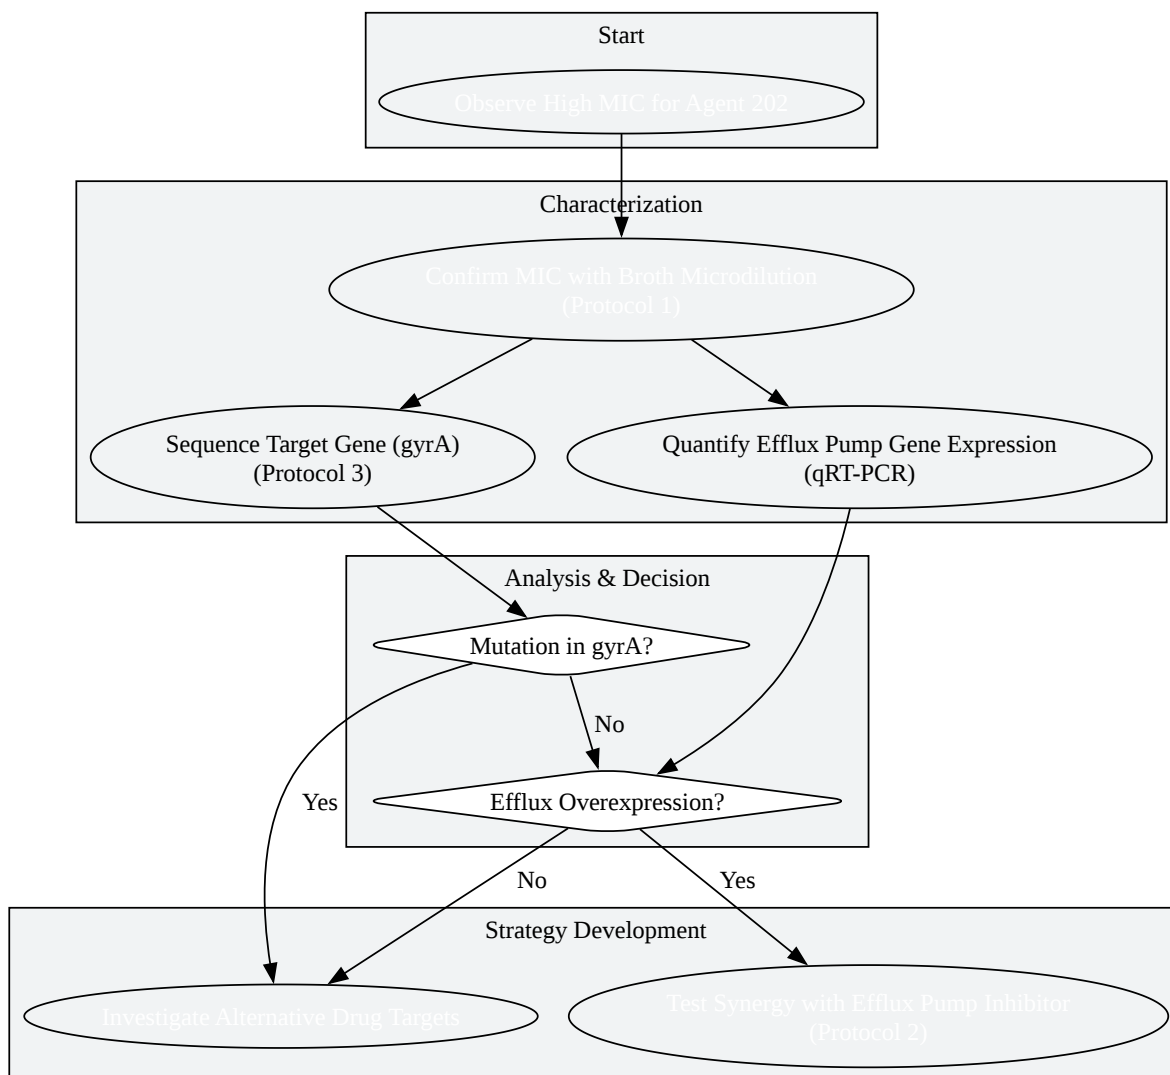 Start
Observe High MIC for Agent 202
Characterization
Confirm MIC with Broth Microdilution
(Protocol 1)
Sequence Target Gene (gyrA)
(Protocol 3)
Quantify Efflux Pump Gene Expression
(qRT-PCR)
Analysis & Decision
Mutation in gyrA?
No
Efflux Overexpression?
Yes
No
Yes
Strategy Development
Investigate Alternative Drug Targets
Test Synergy with Efflux Pump Inhibitor
(Protocol 2)